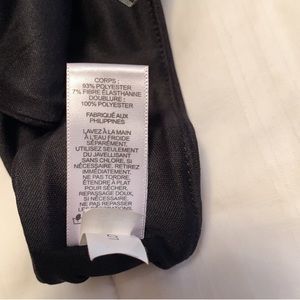 CORPS :
93% POLYESTER
7% FIBRE ÉLASTHANNE
DOUBLURE :
100% POLYESTER
FABRIQUÉ AUX
PHILIPPINES
LAVEZ À LA MAIN
À L'EAU FROIDE
SÉPARÉMENT.
UTILISEZ SEULEMENT
DU JAVELLISANT
SANS CHLORE, SI
NÉCESSAIRE. RETIREZ
IMMÉDIATEMENT.
NE PAS TORDRE.
ÉTENDRE À PLAT
POUR SÉCHER.
REPASSAGE DOUX,
SI NÉCESSAIRE.
NE PAS REPASSER